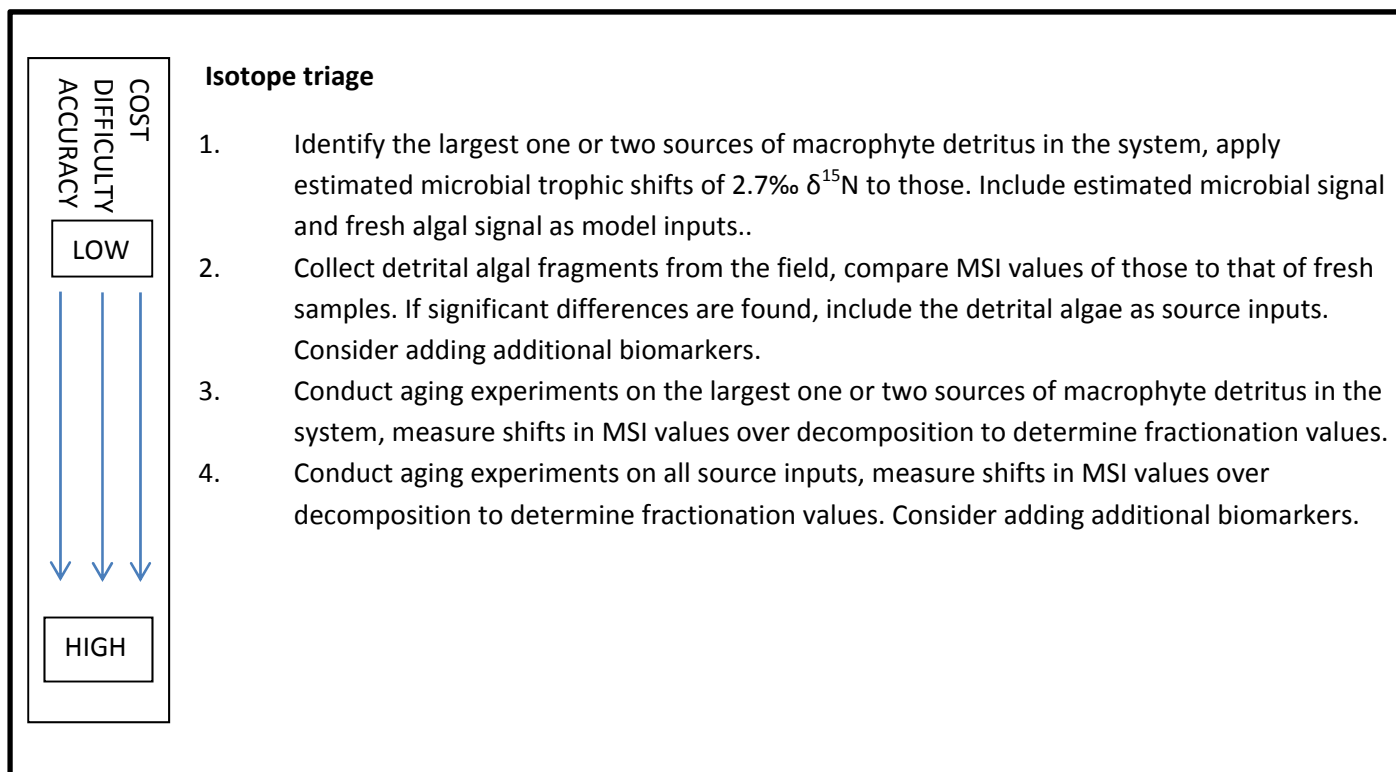 COST
DIFFICULTY
ACCURACY
LOW
HIGH
Isotope triage
1. Identify the largest one or two sources of macrophyte detritus in the system, apply
estimated microbial trophic shifts of 2.7‰ δ¹⁵N to those. Include estimated microbial signal
and fresh algal signal as model inputs..
2. Collect detrital algal fragments from the field, compare MSI values of those to that of fresh
samples. If significant differences are found, include the detrital algae as source inputs.
Consider adding additional biomarkers.
3. Conduct aging experiments on the largest one or two sources of macrophyte detritus in the
system, measure shifts in MSI values over decomposition to determine fractionation values.
4. Conduct aging experiments on all source inputs, measure shifts in MSI values over
decomposition to determine fractionation values. Consider adding additional biomarkers.